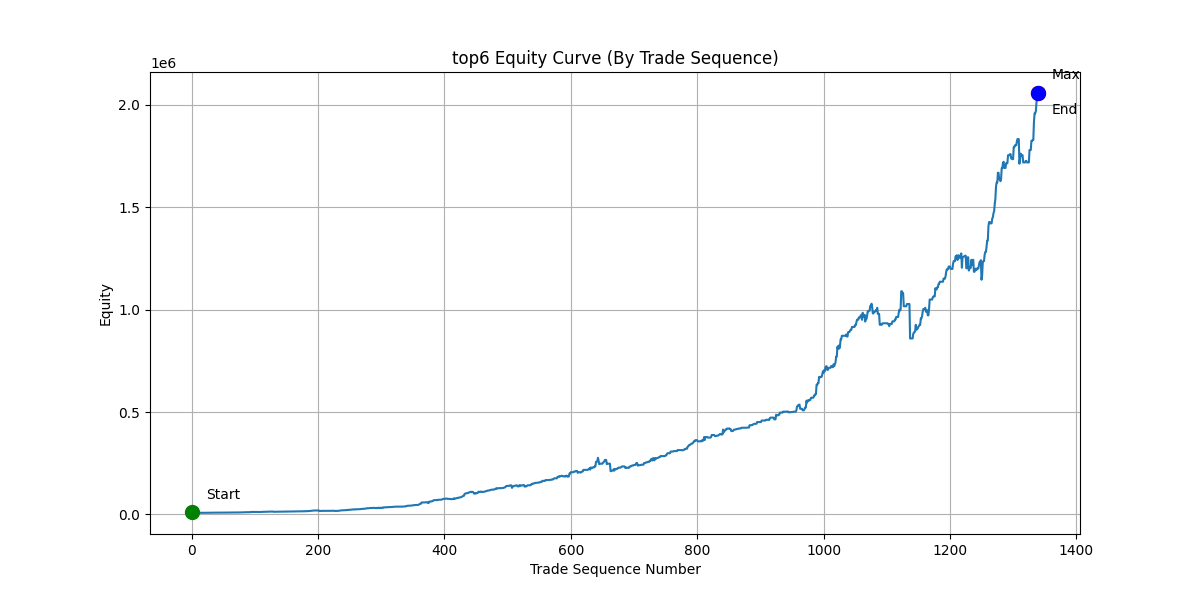 top6 Equity Curve (By Trade Sequence)
1e6
Max
2.0
End
1.5
Equity
1.0
0.5
Start
0.0
0 200 400 600 800 1000 1200 1400
Trade Sequence Number